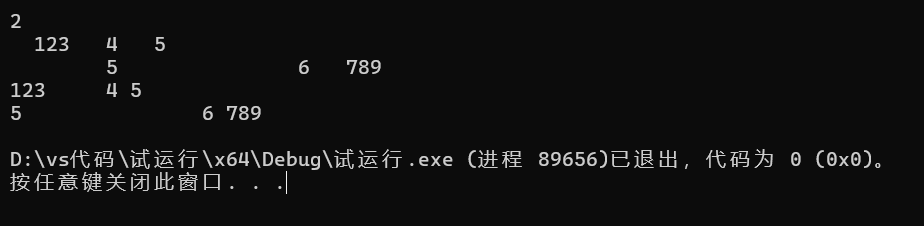 2
  123   4   5
        5               6   789
123     4 5
5               6 789

D:\vs代码\试运行\x64\Debug\试运行.exe (进程 89656)已退出，代码为 0 (0x0)。
按任意键关闭此窗口. . .